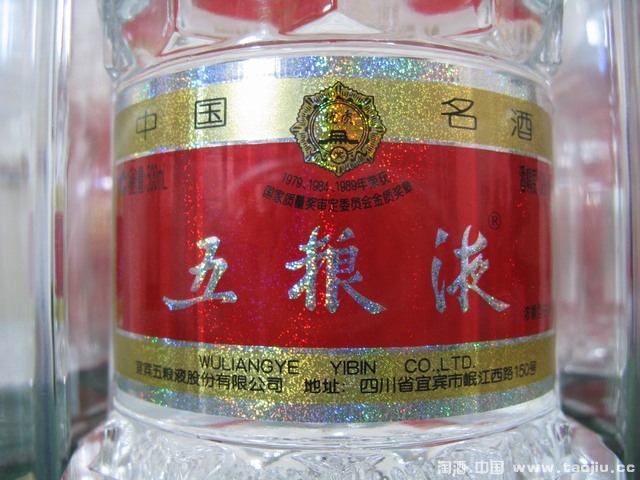 中国 名酒
1979、1984、1989年荣获
国家质量奖审定委员会金质奖章
500mL
五粮液®
WULIANGYE YIBIN CO.,LTD.
宜宾五粮液股份有限公司 地址：四川省宜宾市岷江西路150号
淘酒.中国 www.taojiu.cc